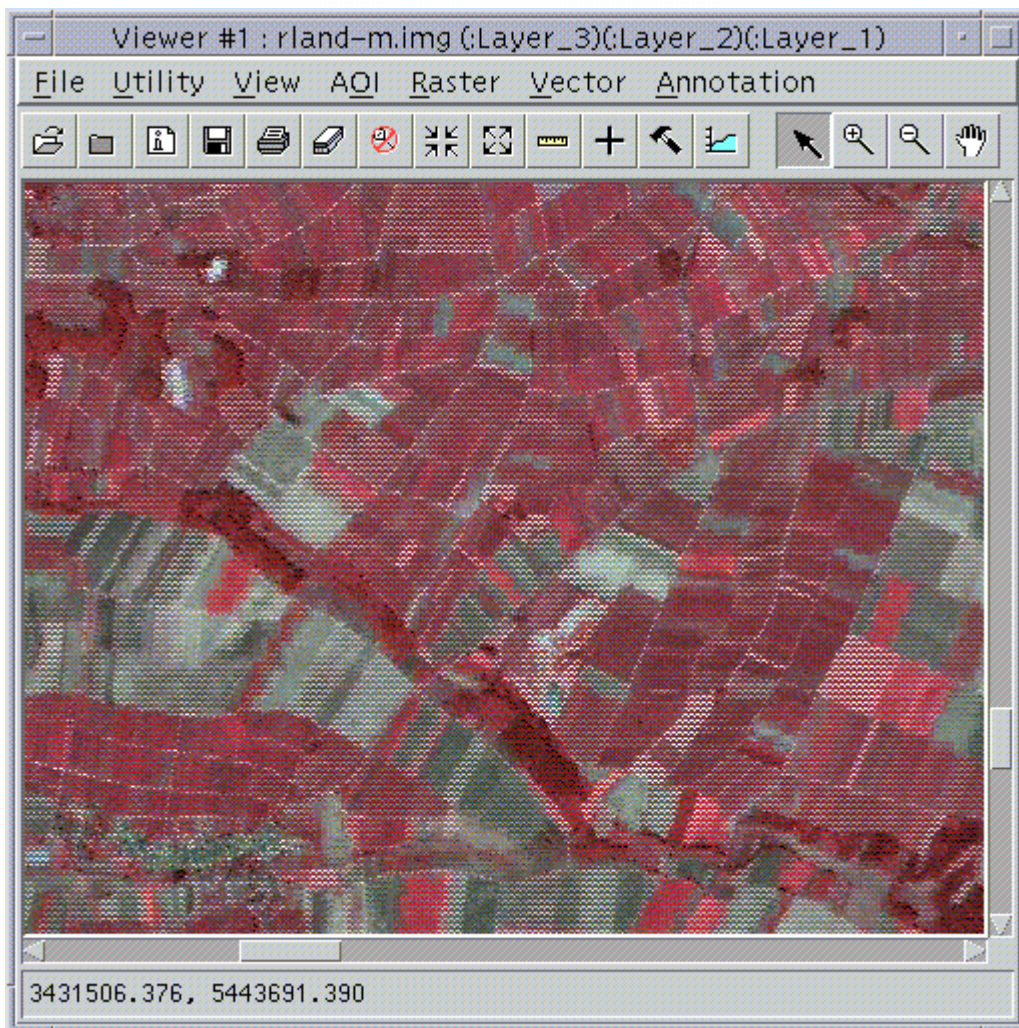 Viewer #1 : rland-m.img (:Layer_3)(:Layer_2)(:Layer_1)
File Utility View AOI Raster Vector Annotation
3431506.376, 5443691.390